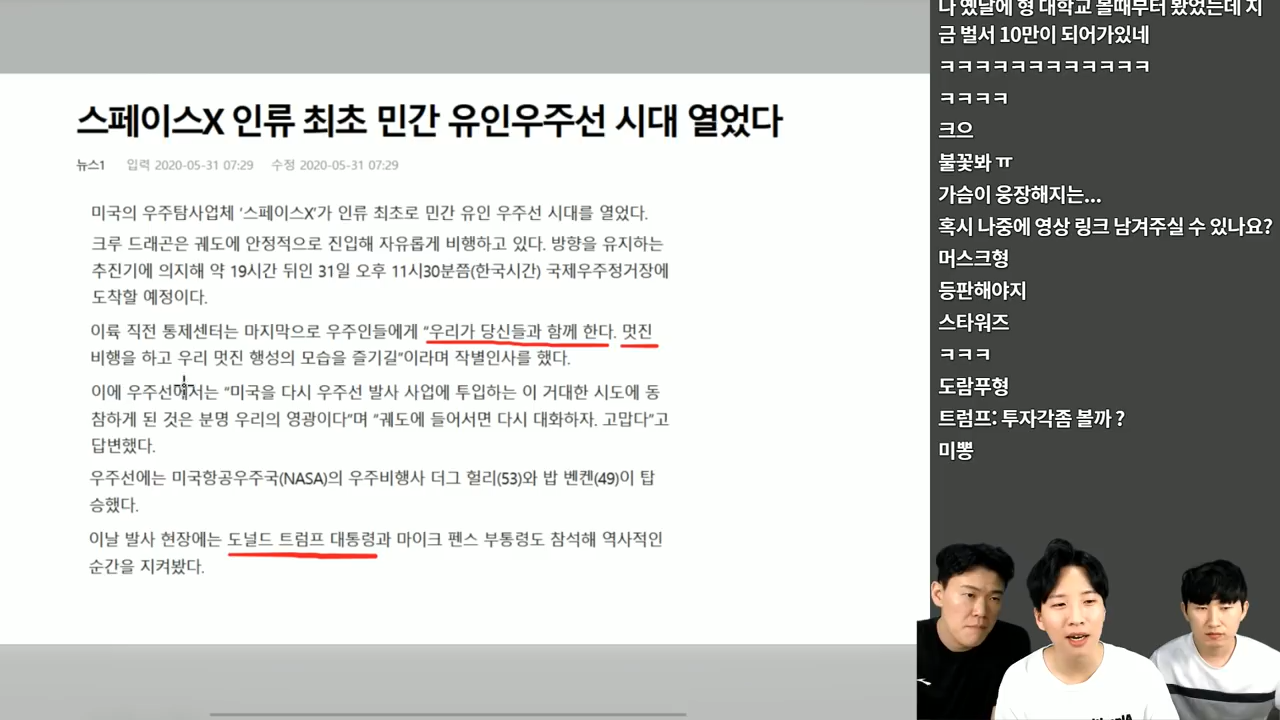 스페이스X 인류 최초 민간 유인우주선 시대 열었다
뉴스1 입력 2020-05-31 07:29 수정 2020-05-31 07:29
미국의 우주탐사업체 ‘스페이스X’가 인류 최초로 민간 유인 우주선 시대를 열었다.
크루 드래곤은 궤도에 안정적으로 진입해 자유롭게 비행하고 있다. 방향을 유지하는
추진기에 의지해 약 19시간 뒤인 31일 오후 11시30분쯤(한국시간) 국제우주정거장에
도착할 예정이다.
이륙 직전 통제센터는 마지막으로 우주인들에게 “우리가 당신들과 함께 한다. 멋진
비행을 하고 우리 멋진 행성의 모습을 즐기길”이라며 작별인사를 했다.
이에 우주선에서는 “미국을 다시 우주선 발사 사업에 투입하는 이 거대한 시도에 동
참하게 된 것은 분명 우리의 영광이다”며 “궤도에 들어서면 다시 대화하자. 고맙다”고
답변했다.
우주선에는 미국항공우주국(NASA)의 우주비행사 더그 헐리(53)와 밥 벤켄(49)이 탑
승했다.
이날 발사 현장에는 도널드 트럼프 대통령과 마이크 펜스 부통령도 참석해 역사적인
순간을 지켜봤다.
나 옛날에 형 대학교 볼때부터 봤었는데 지
금 벌서 10만이 되어가있네
ㅋㅋㅋㅋㅋㅋㅋㅋㅋㅋㅋㅋ
ㅋㅋㅋㅋ
크으
불꽃봐 ㅠ
가슴이 웅장해지는...
혹시 나중에 영상 링크 남겨주실 수 있나요?
머스크형
등판해야지
스타워즈
ㅋㅋㅋ
도람푸형
트럼프: 투자각좀 볼까 ?
미뽕